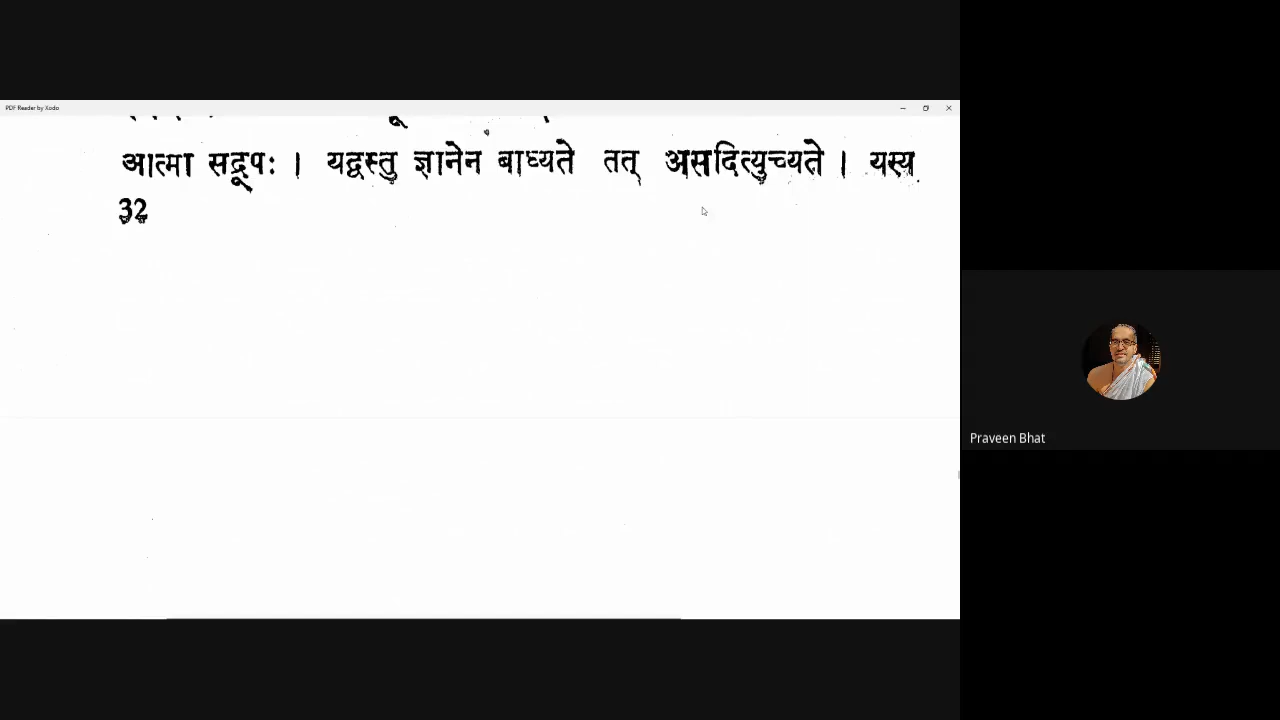 PDF Reader by Xodo
आत्मा सद्रूपः । यद्वस्तु ज्ञानेन बाध्यते तत् असदित्युच्यते । यस्य
32
Praveen Bhat